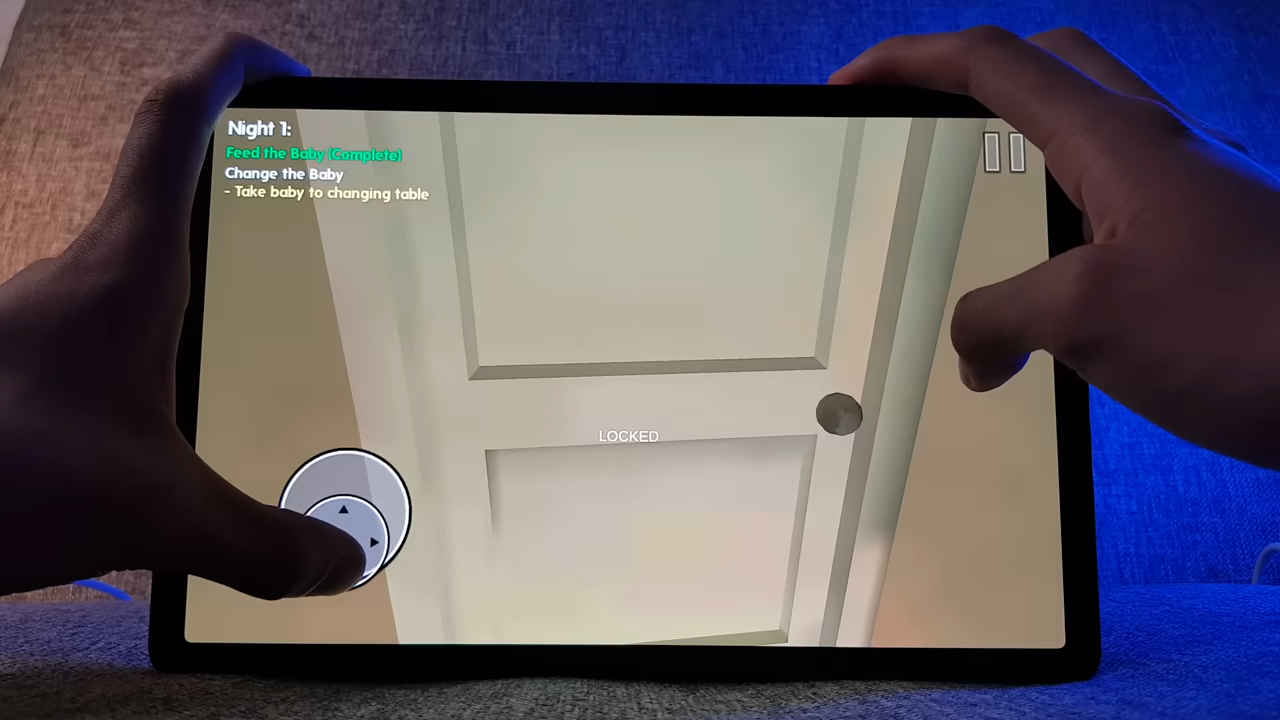 Night 1:
Feed the Baby (Complete)
Change the Baby
- Take baby to changing table
LOCKED